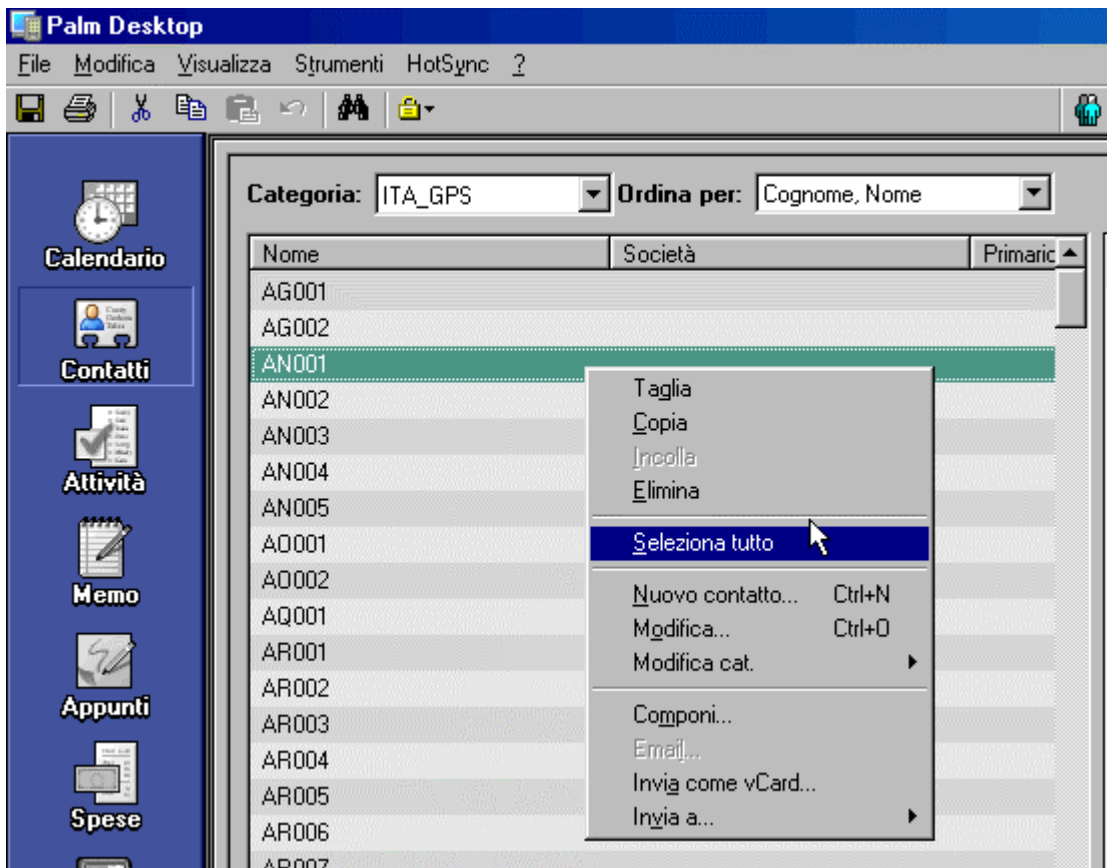 Palm Desktop
File Modifica Visualizza Strumenti HotSync ?
Categoria: ITA_GPS Ordina per: Cognome, Nome
Calendario
Contatti
Attività
Memo
Appunti
Spese
Nome Società Primario
AG001
AG002
AN001
AN002
AN003
AN004
AN005
AO001
AO002
AQ001
AR001
AR002
AR003
AR004
AR005
AR006
AR007
Taglia
Copia
Incolla
Elimina
Seleziona tutto
Nuovo contatto... Ctrl+N
Modifica... Ctrl+O
Modifica cat.
Componi...
Email...
Invia come vCard...
Invia a...